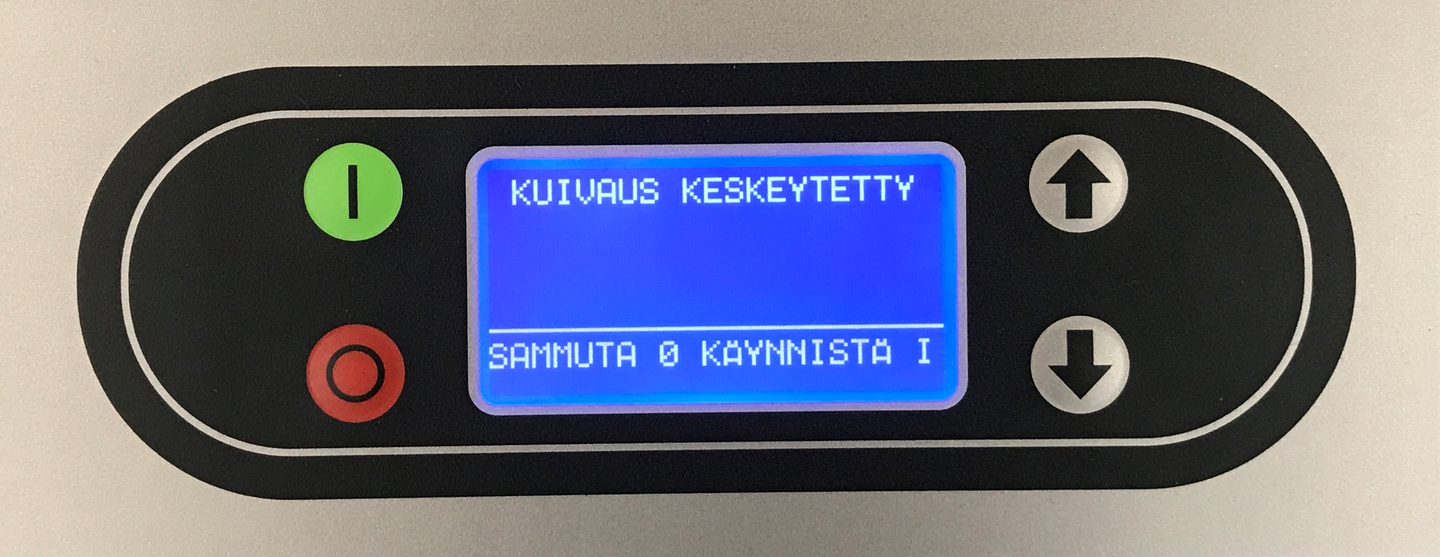 KUIVAUS KESKEYTETTY
SAMMUTA 0 KÄYNNISTÄ I